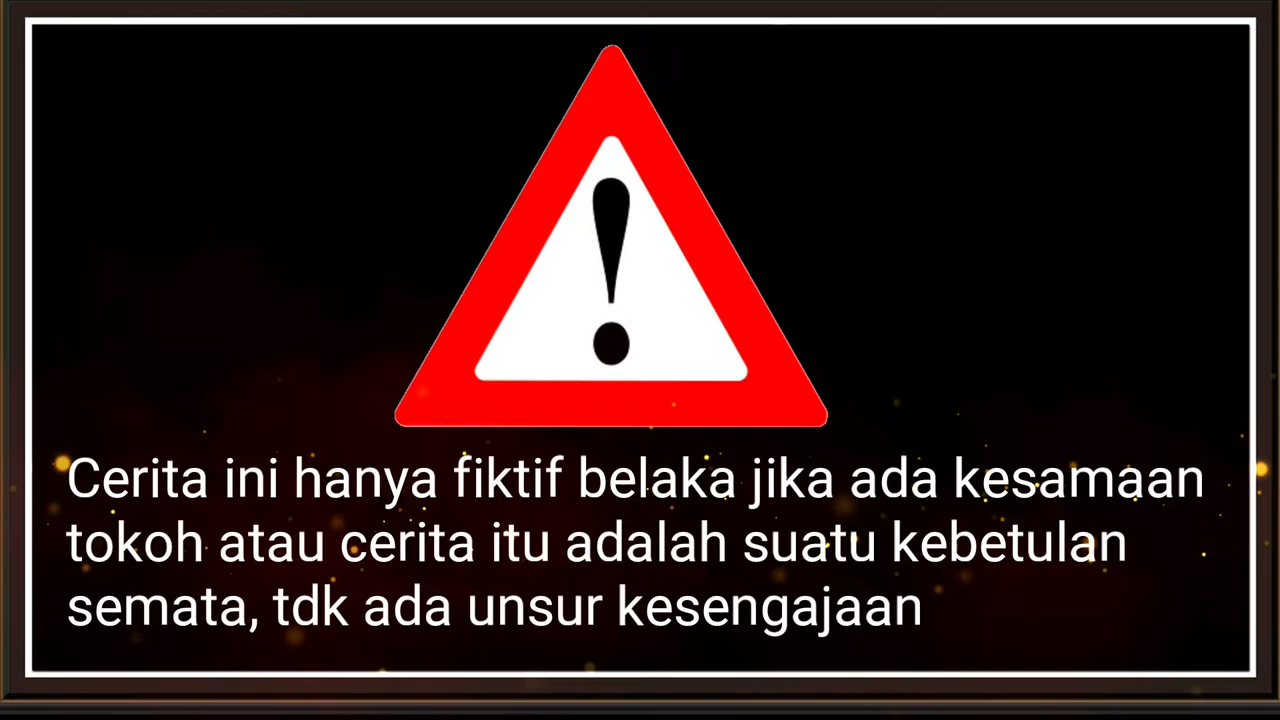 Cerita ini hanya fiktif belaka jika ada kesamaan
tokoh atau cerita itu adalah suatu kebetulan
semata, tdk ada unsur kesengajaan